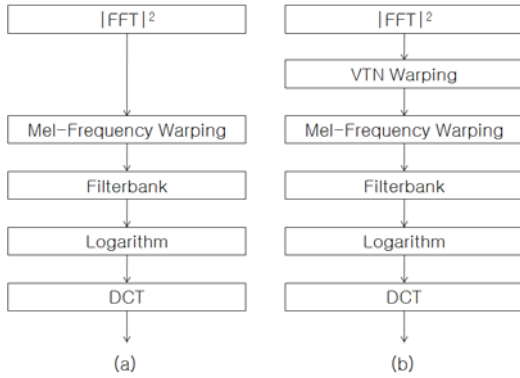 |FFT|²
Mel-Frequency Warping
Filterbank
Logarithm
DCT
(a)
|FFT|²
VTN Warping
Mel-Frequency Warping
Filterbank
Logarithm
DCT
(b)